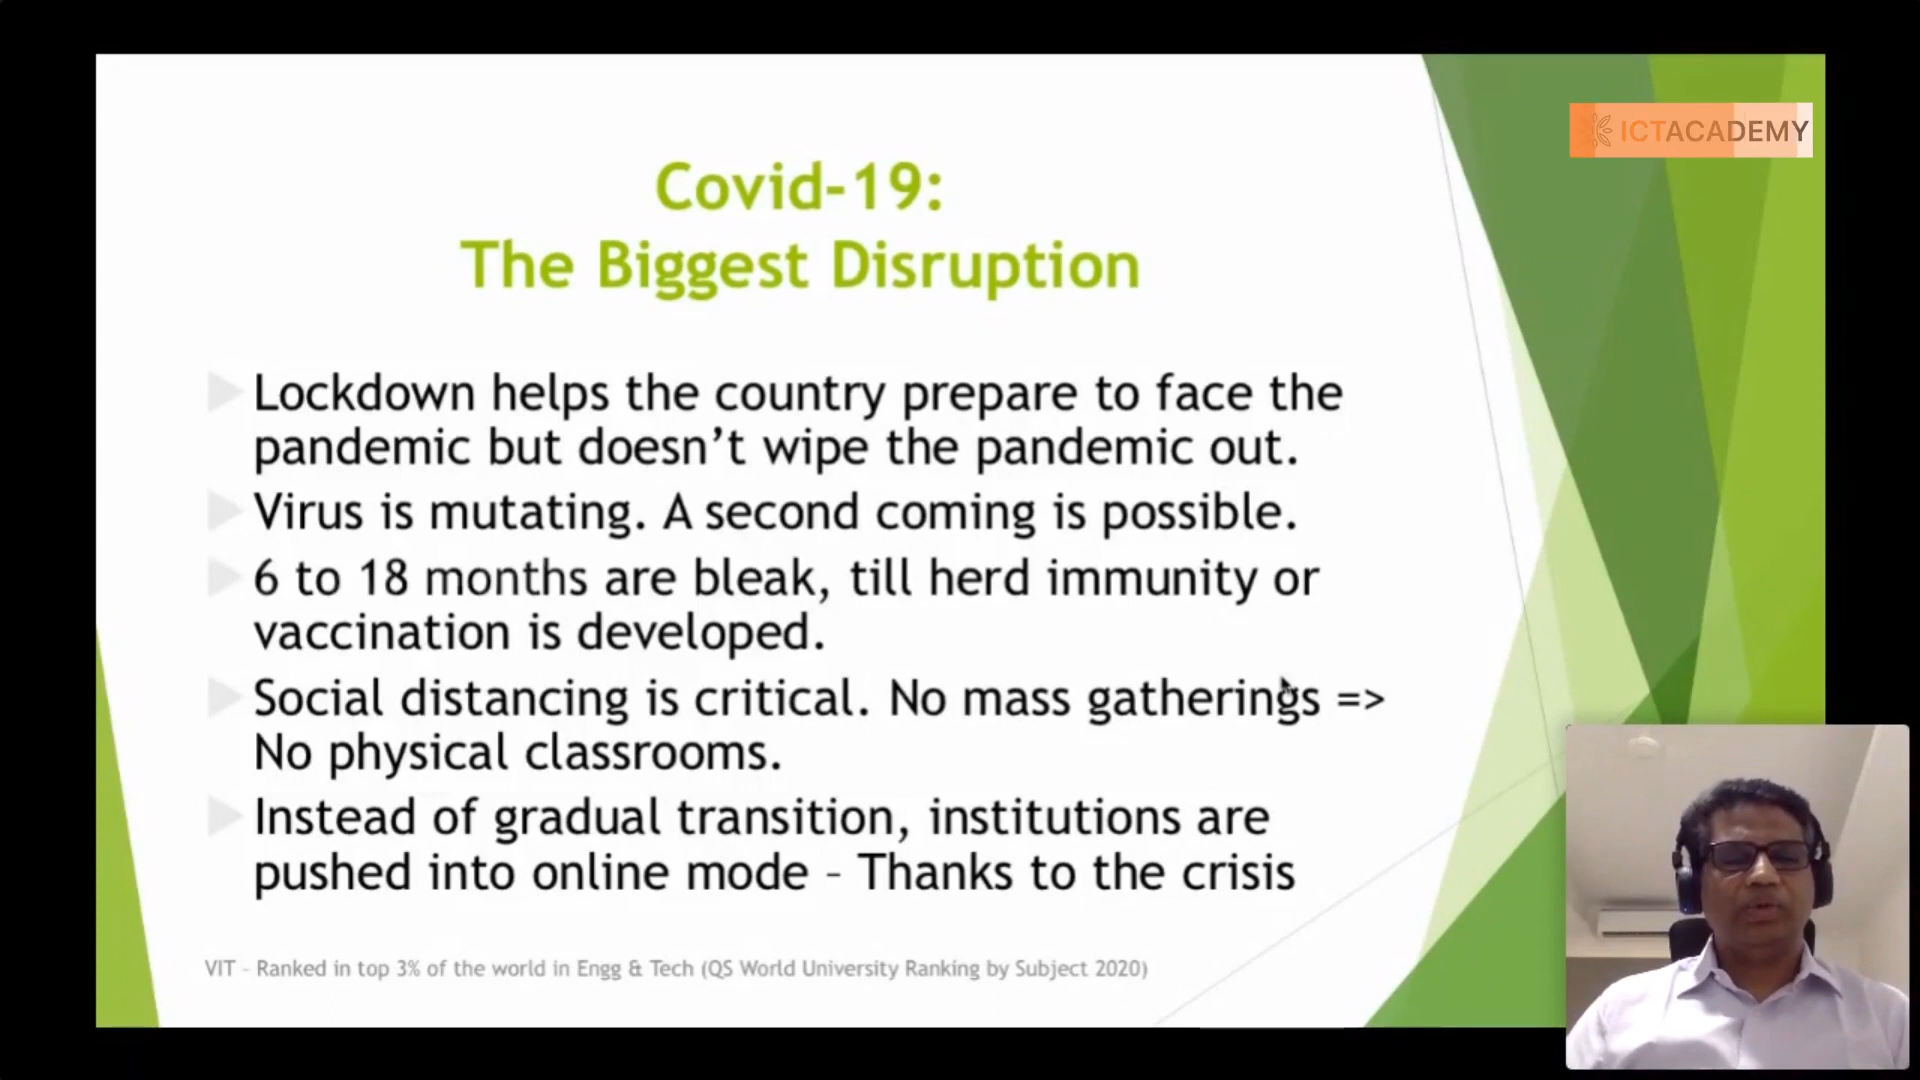 ICTACADEMY
Covid-19:
The Biggest Disruption
Lockdown helps the country prepare to face the
pandemic but doesn’t wipe the pandemic out.
Virus is mutating. A second coming is possible.
6 to 18 months are bleak, till herd immunity or
vaccination is developed.
Social distancing is critical. No mass gatherings =>
No physical classrooms.
Instead of gradual transition, institutions are
pushed into online mode – Thanks to the crisis
VIT – Ranked in top 3% of the world in Engg & Tech (QS World University Ranking by Subject 2020)